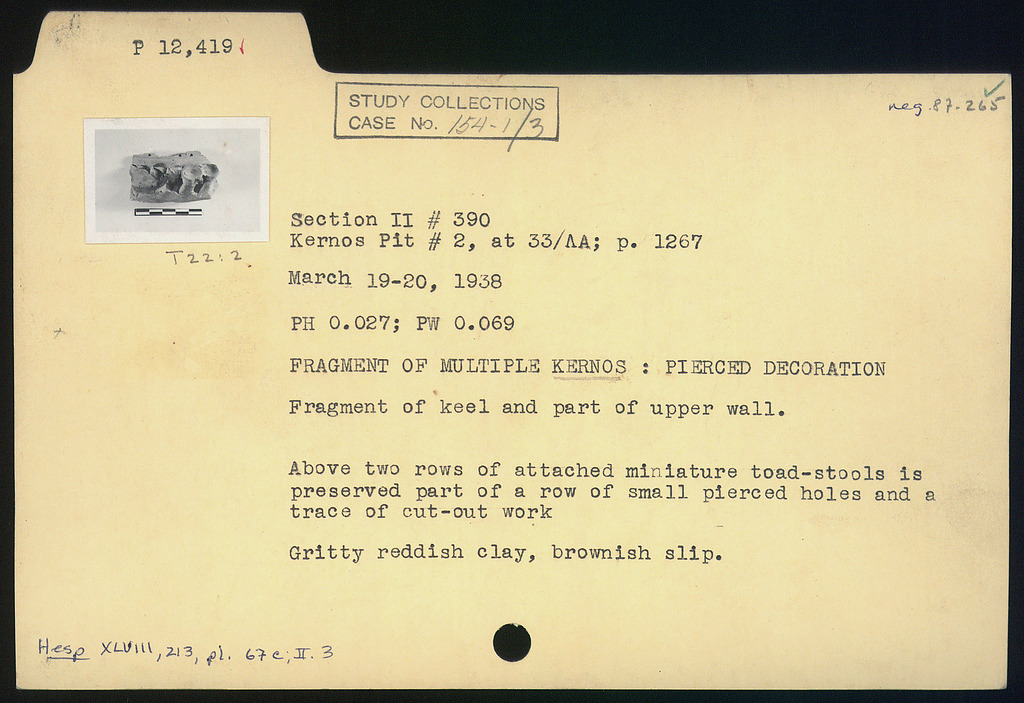 P 12,419
STUDY COLLECTIONS
CASE No. 154-1/3
neg. 87-265
T22:2
Section II # 390
Kernos Pit # 2, at 33/ΛA; p. 1267
March 19-20, 1938
PH 0.027; PW 0.069
FRAGMENT OF MULTIPLE KERNOS : PIERCED DECORATION
Fragment of keel and part of upper wall.
Above two rows of attached miniature toad-stools is
preserved part of a row of small pierced holes and a
trace of cut-out work
Gritty reddish clay, brownish slip.
Hesp XLVIII, 213, pl. 67c; II. 3